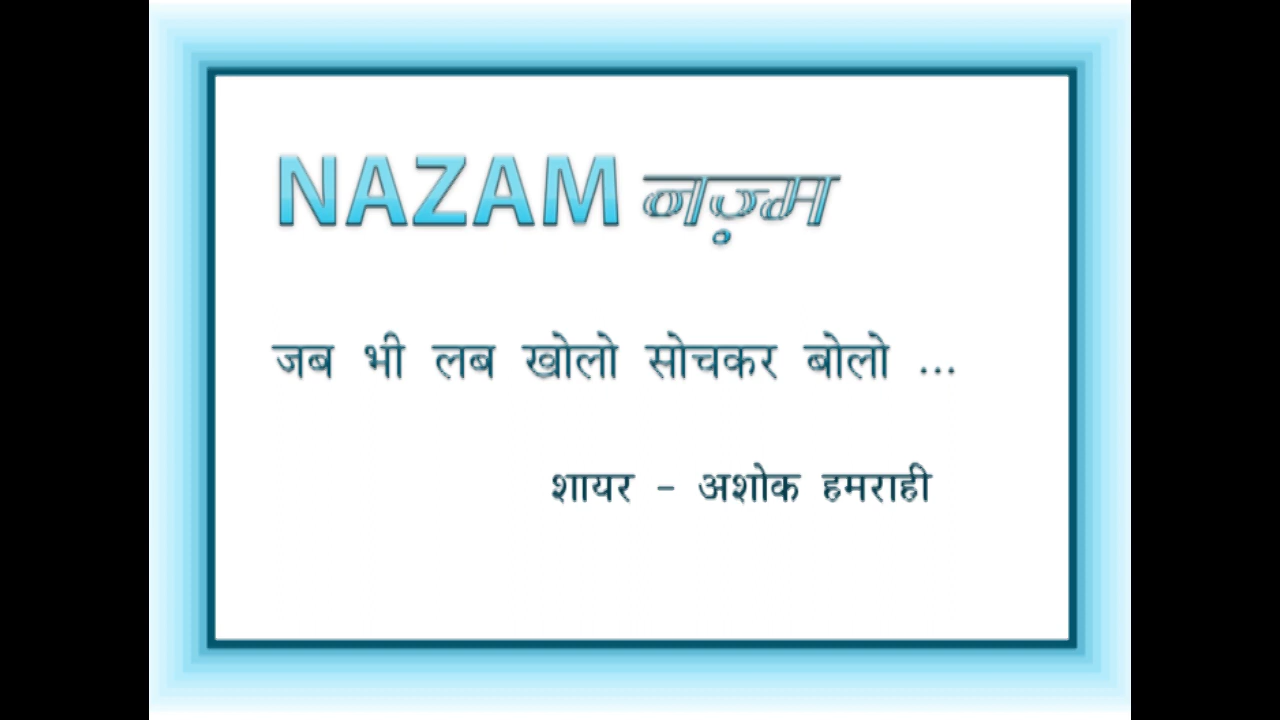 NAZAM नज़्म
जब भी लब खोलो सोचकर बोलो ...
शायर - अशोक हमराही